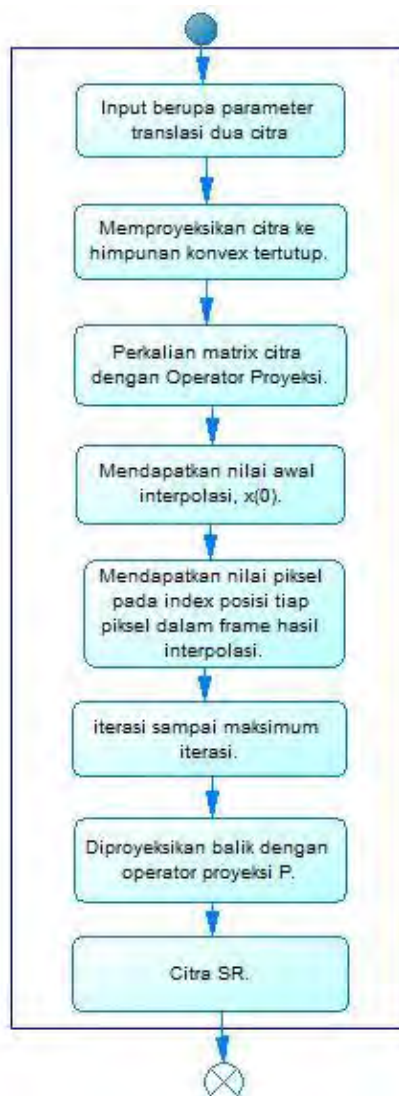 Input berupa parameter
translasi dua citra
Memproyeksikan citra ke
himpunan konvex tertutup.
Perkalian matrix citra
dengan Operator Proyeksi.
Mendapatkan nilai awal
interpolasi, x(0).
Mendapatkan nilai piksel
pada index posisi tiap
piksel dalam frame hasil
interpolasi.
iterasi sampai maksimum
iterasi.
Diproyeksikan balik dengan
operator proyeksi P.
Citra SR.